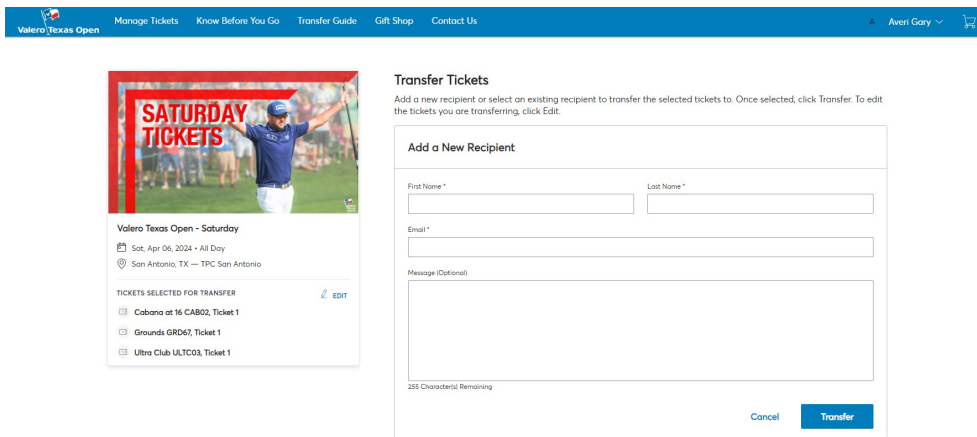 Valero Texas Open
Manage Tickets
Know Before You Go
Transfer Guide
Gift Shop
Contact Us
A
Averi Gary
SATURDAY
TICKETS
Valero Texas Open - Saturday
Sat, Apr 06, 2024 • All Day
San Antonio, TX — TPC San Antonio
TICKETS SELECTED FOR TRANSFER
EDIT
Cabana at 16 CAB02, Ticket 1
Grounds GRD67, Ticket 1
Ultra Club ULTC03, Ticket 1
Transfer Tickets
Add a new recipient or select an existing recipient to transfer the selected tickets to. Once selected, click Transfer. To edit
the tickets you are transferring, click Edit.
Add a New Recipient
First Name *
Last Name *
Email *
Message (Optional)
255 Character(s) Remaining
Cancel
Transfer